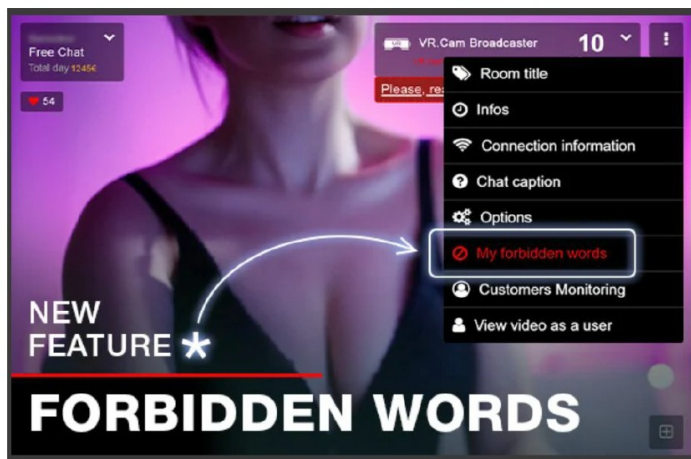 Free Chat
Total day 1245€
54
VR
VR.Cam Broadcaster
10
Please,
Room title
Infos
Connection information
Chat caption
Options
My forbidden words
Customers Monitoring
View video as a user
NEW
FEATURE *
FORBIDDEN WORDS